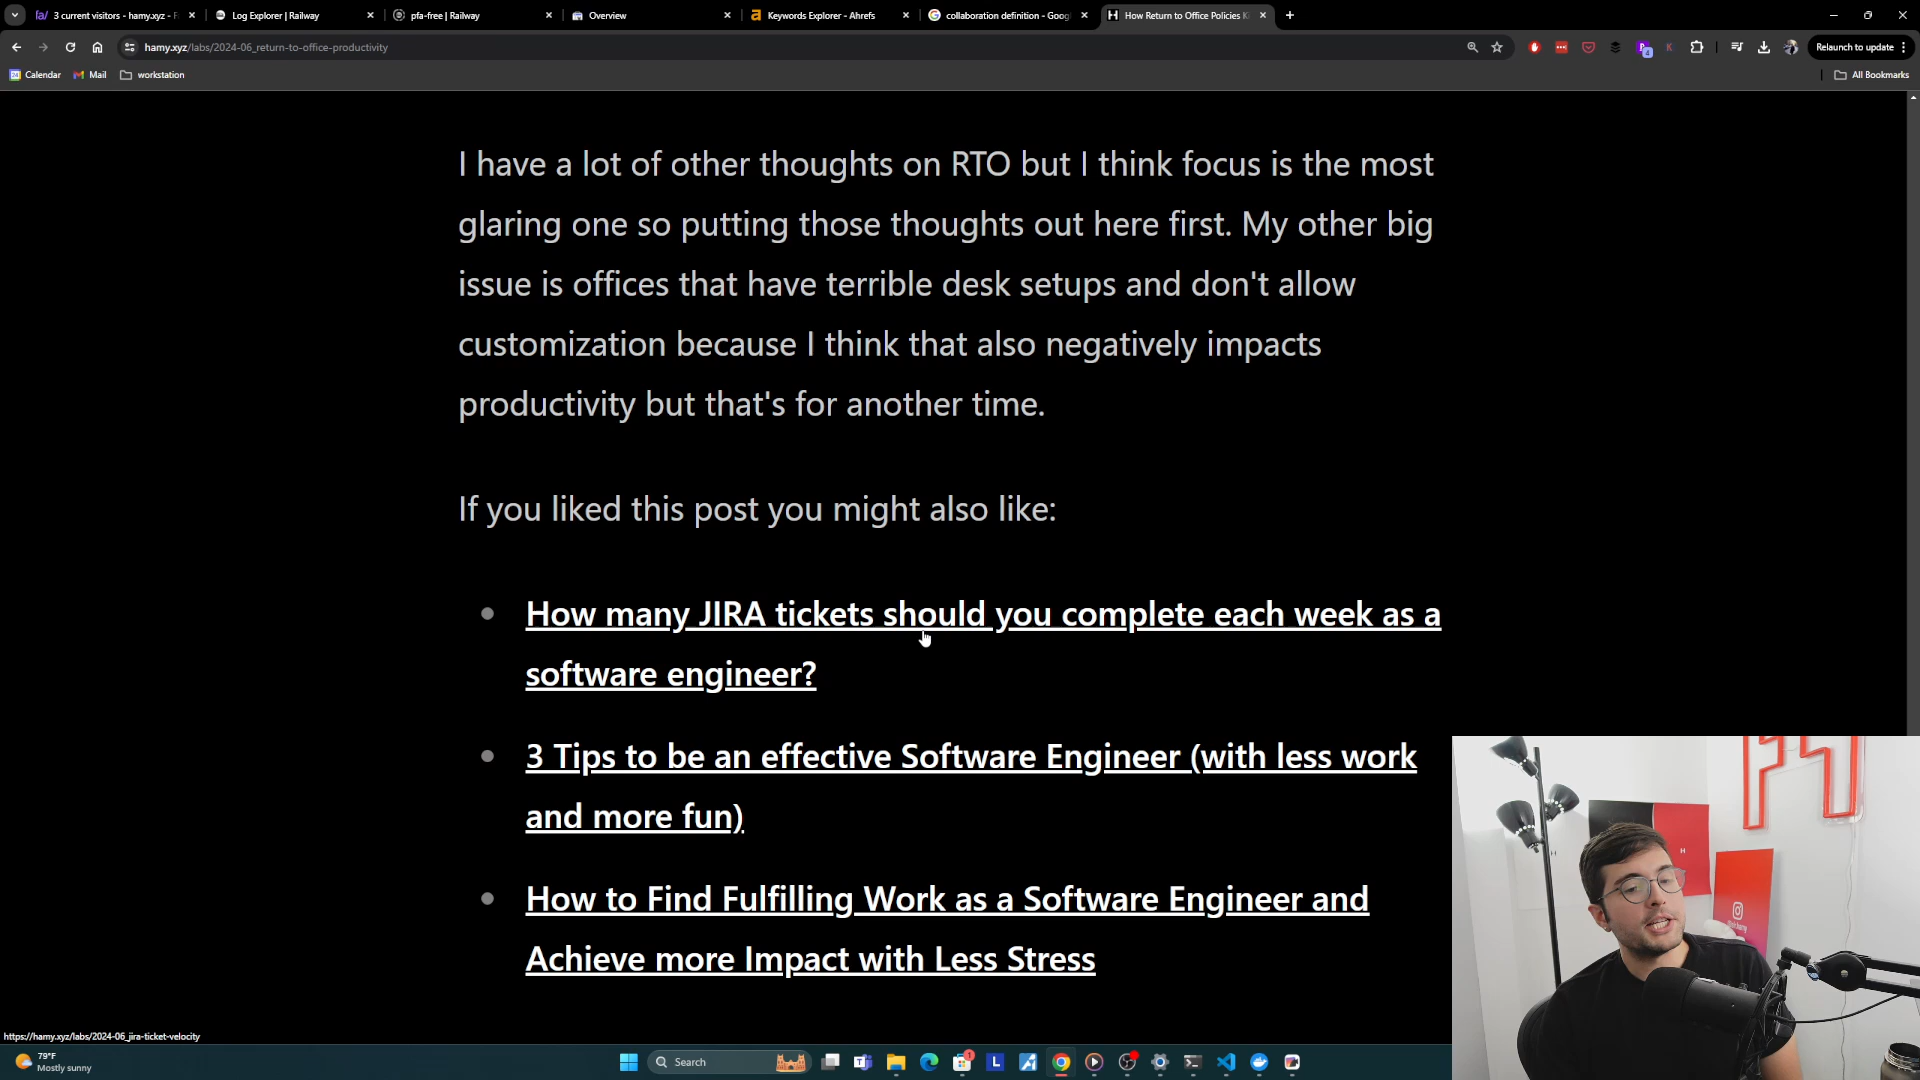 3 current visitors - hamy.xyz - F
Log Explorer | Railway
pfa-free | Railway
Overview
Keywords Explorer - Ahrefs
collaboration definition - Goog
How Return to Office Policies Ki
hamy.xyz/labs/2024-06_return-to-office-productivity
Relaunch to update
Calendar
Mail
workstation
All Bookmarks
I have a lot of other thoughts on RTO but I think focus is the most
glaring one so putting those thoughts out here first. My other big
issue is offices that have terrible desk setups and don't allow
customization because I think that also negatively impacts
productivity but that's for another time.
If you liked this post you might also like:
How many JIRA tickets should you complete each week as a
software engineer?
3 Tips to be an effective Software Engineer (with less work
and more fun)
How to Find Fulfilling Work as a Software Engineer and
Achieve more Impact with Less Stress
https://hamy.xyz/labs/2024-06_jira-ticket-velocity
79°F
Mostly sunny
Search